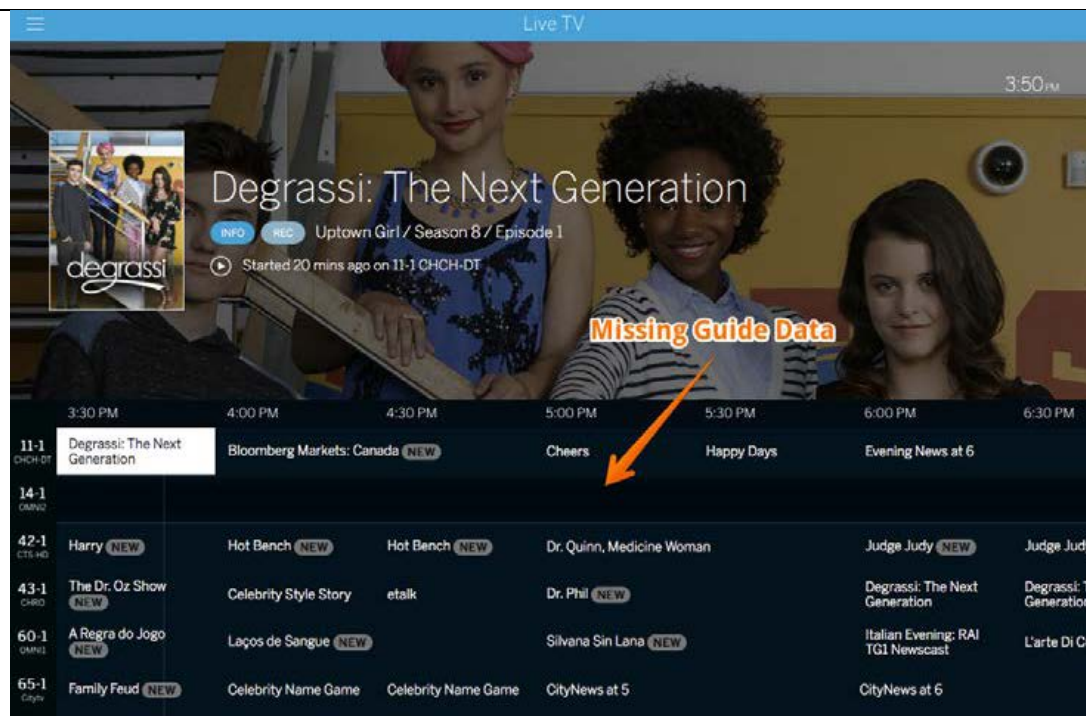 Live TV
3:50 PM
degrassi
Degrassi: The Next Generation
INFO REC Uptown Girl / Season 8 / Episode 1
Started 20 mins ago on 11-1 CHCH-DT
Missing Guide Data
3:30 PM 4:00 PM 4:30 PM 5:00 PM 5:30 PM 6:00 PM 6:30 PM
11-1 CHCH-DT
Degrassi: The Next
Generation
Bloomberg Markets: Canada NEW
Cheers
Happy Days
Evening News at 6
14-1 OMNI2
42-1 CTS-HD
Harry NEW
Hot Bench NEW
Hot Bench NEW
Dr. Quinn, Medicine Woman
Judge Judy NEW
Judge Jud
43-1 CHRO
The Dr. Oz Show
NEW
Celebrity Style Story
etalk
Dr. Phil NEW
Degrassi: The Next
Generation
Degrassi:
Generation
60-1 OMNI1
A Regra do Jogo
NEW
Laços de Sangue NEW
Silvana Sin Lana NEW
Italian Evening: RAI
TG1 Newscast
L'arte Di C
65-1 Citytv
Family Feud NEW
Celebrity Name Game
Celebrity Name Game
CityNews at 5
CityNews at 6